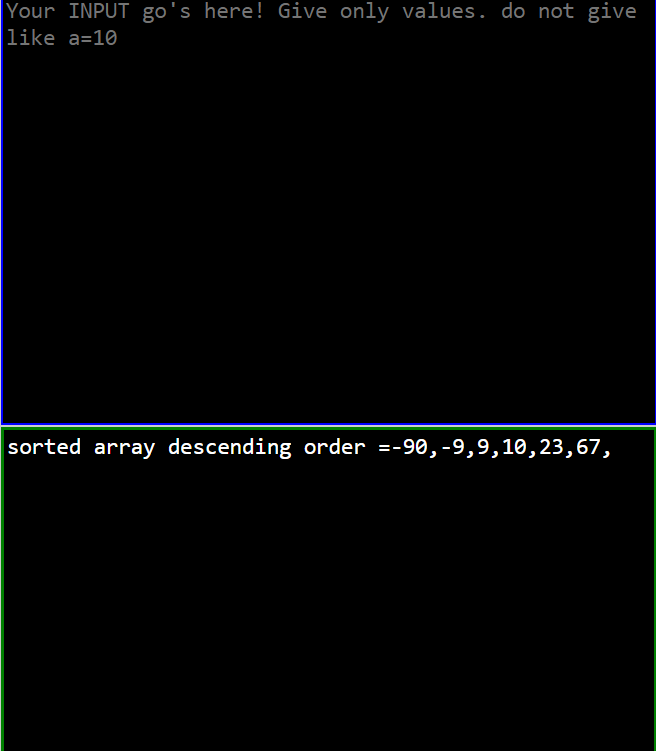 Your INPUT go's here! Give only values. do not give
like a=10
sorted array descending order =-90,-9,9,10,23,67,